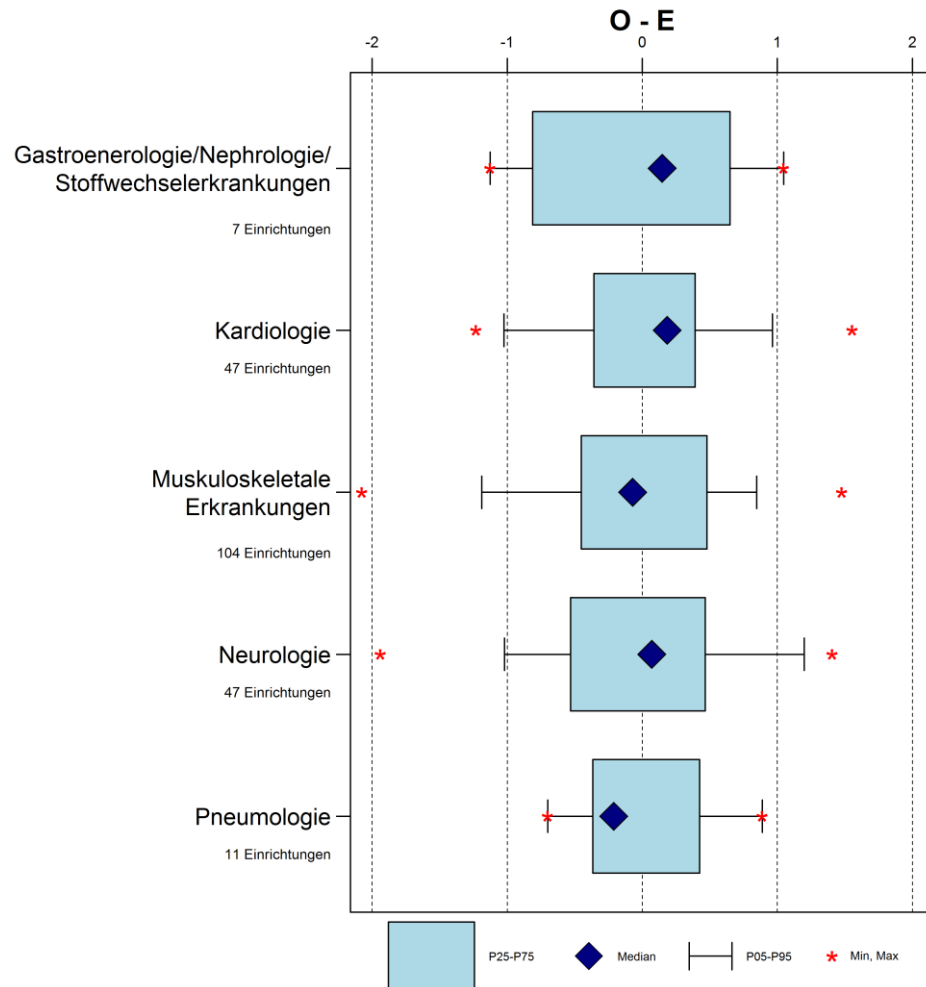 O - E
-2 -1 0 1 2
Gastroenerologie/Nephrologie/
Stoffwechselerkrankungen
7 Einrichtungen
Kardiologie
47 Einrichtungen
Muskuloskeletale
Erkrankungen
104 Einrichtungen
Neurologie
47 Einrichtungen
Pneumologie
11 Einrichtungen
P25-P75 Median P05-P95 Min, Max